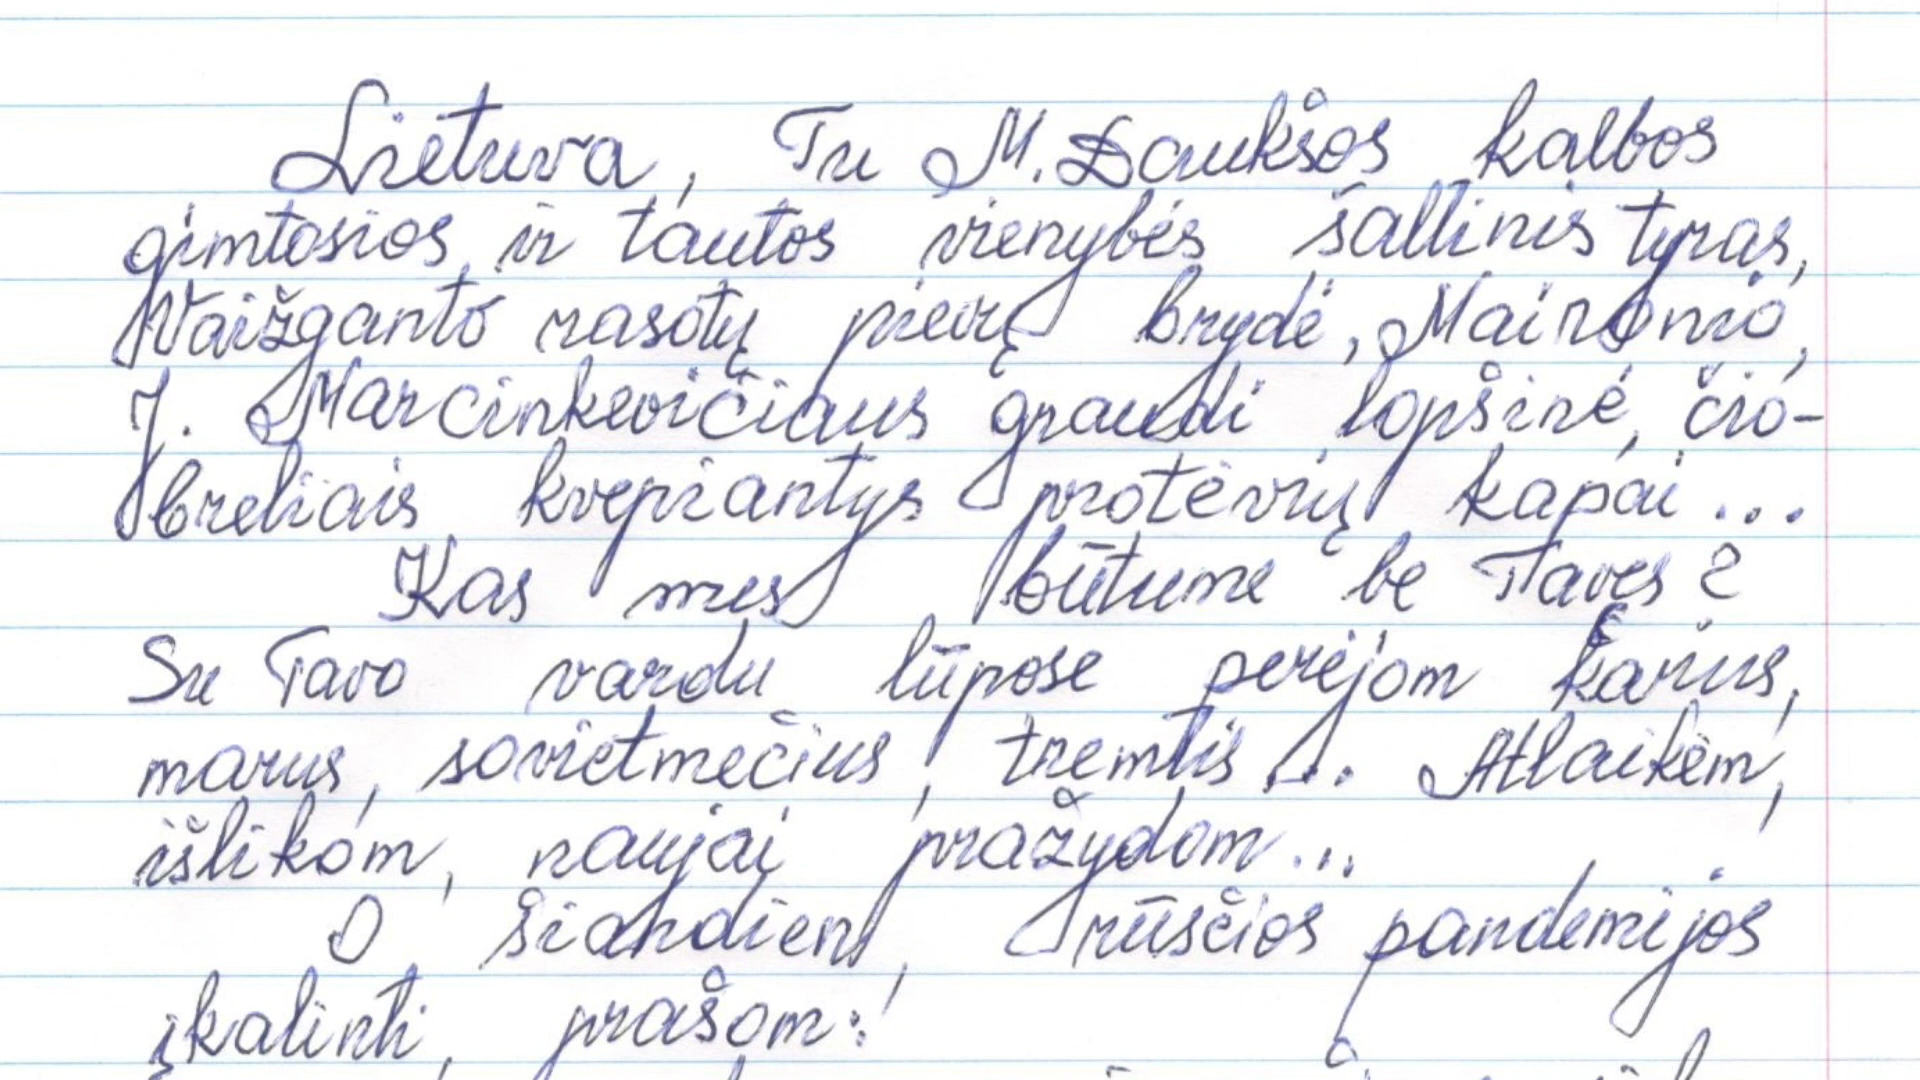 Lietuva, Tu M. Daukšos kalbos
gimtosios ir tautos vienybės šaltinis tyras,
Vaižganto rasotų pievų brydė, Maironio,
J. Marcinkevičiaus graudi lopšinė, čio-
breliais kvepiantys protėvių kapai...
Kas mes būtume be Tavęs?
Su Tavo vardu lūpose perėjom karus,
marus, sovietmečius, tremtis... Atlaikėm,
išlikom, naujai pražydom...
O šiandien, rūsčios pandemijos
įkalinti, prašom: